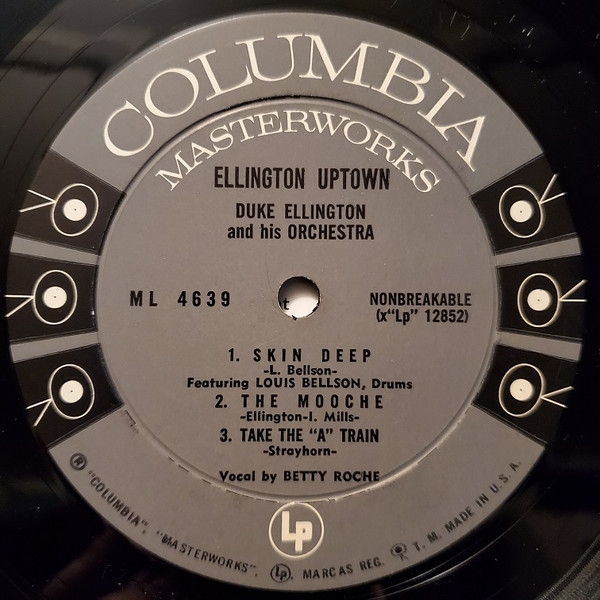 COLUMBIA
MASTERWORKS
ELLINGTON UPTOWN
DUKE ELLINGTON
and his ORCHESTRA
ML 4639
NONBREAKABLE
(x"Lp" 12852)
1. SKIN DEEP
-L. Bellson-
Featuring LOUIS BELLSON, Drums
2. THE MOOCHE
-Ellington-I. Mills-
3. TAKE THE "A" TRAIN
-Strayhorn-
Vocal by BETTY ROCHE
Lp
® "COLUMBIA", "MASTERWORKS", Lp, MARCAS REG. T. M. MADE IN U.S.A.